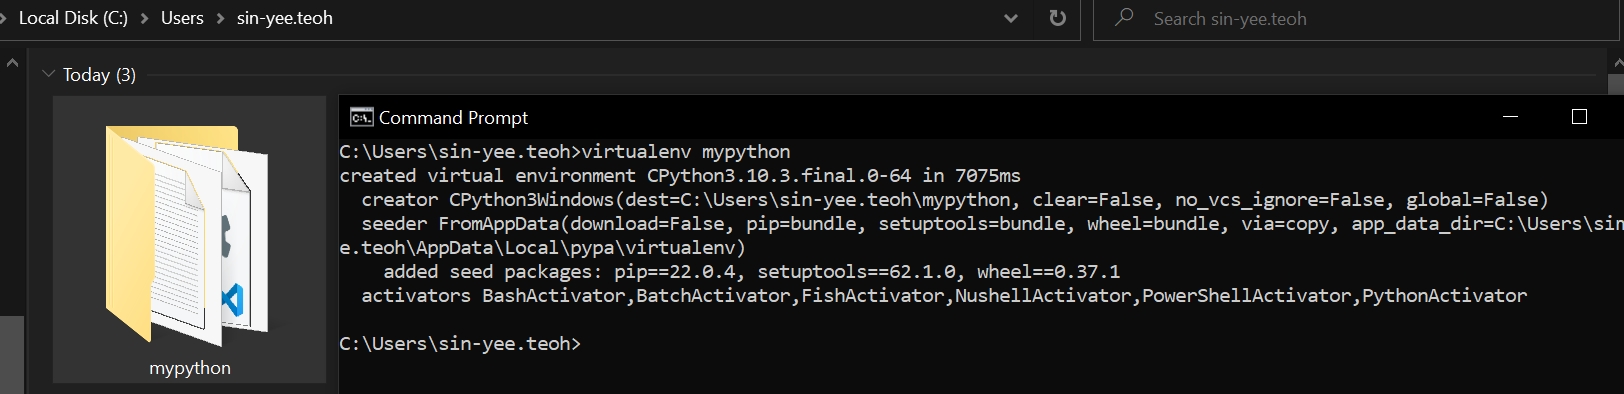 Local Disk (C:) > Users > sin-yee.teoh
Search sin-yee.teoh
Today (3)
mypython
Command Prompt
C:\Users\sin-yee.teoh>virtualenv mypython
created virtual environment CPython3.10.3.final.0-64 in 7075ms
  creator CPython3Windows(dest=C:\Users\sin-yee.teoh\mypython, clear=False, no_vcs_ignore=False, global=False)
  seeder FromAppData(download=False, pip=bundle, setuptools=bundle, wheel=bundle, via=copy, app_data_dir=C:\Users\sin-ye
e.teoh\AppData\Local\pypa\virtualenv)
    added seed packages: pip==22.0.4, setuptools==62.1.0, wheel==0.37.1
  activators BashActivator,BatchActivator,FishActivator,NushellActivator,PowerShellActivator,PythonActivator
C:\Users\sin-yee.teoh>